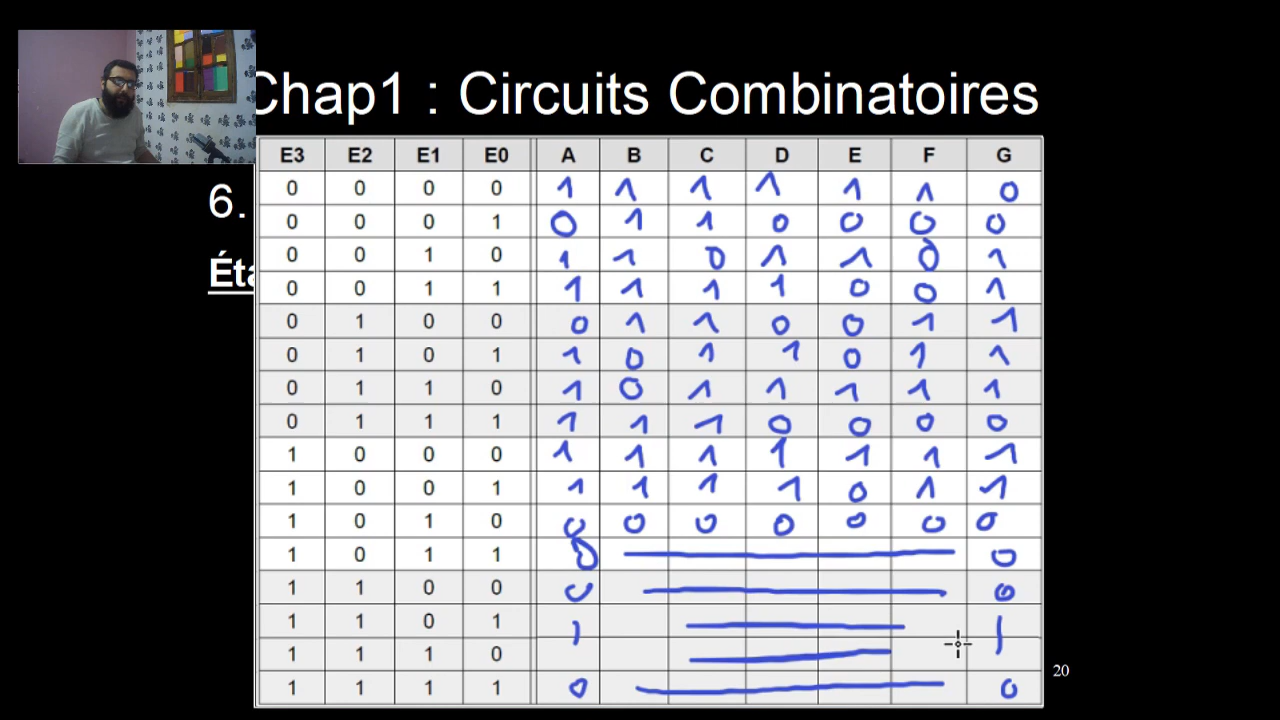 Chap1 : Circuits Combinatoires
6.
Éta
E3 E2 E1 E0 A B C D E F G
0 0 0 0 1 1 1 1 1 1 0
0 0 0 1 0 1 1 0 0 0 0
0 0 1 0 1 1 0 1 1 0 1
0 0 1 1 1 1 1 1 0 0 1
0 1 0 0 0 1 1 0 0 1 1
0 1 0 1 1 0 1 1 0 1 1
0 1 1 0 1 0 1 1 1 1 1
0 1 1 1 1 1 1 0 0 0 0
1 0 0 0 1 1 1 1 1 1 1
1 0 0 1 1 1 1 1 0 1 1
1 0 1 0 0 0 0 0 0 0 0
1 0 1 1 0 0
1 1 0 0 0 0
1 1 0 1
1 1 1 0
1 1 1 1 0 0
20